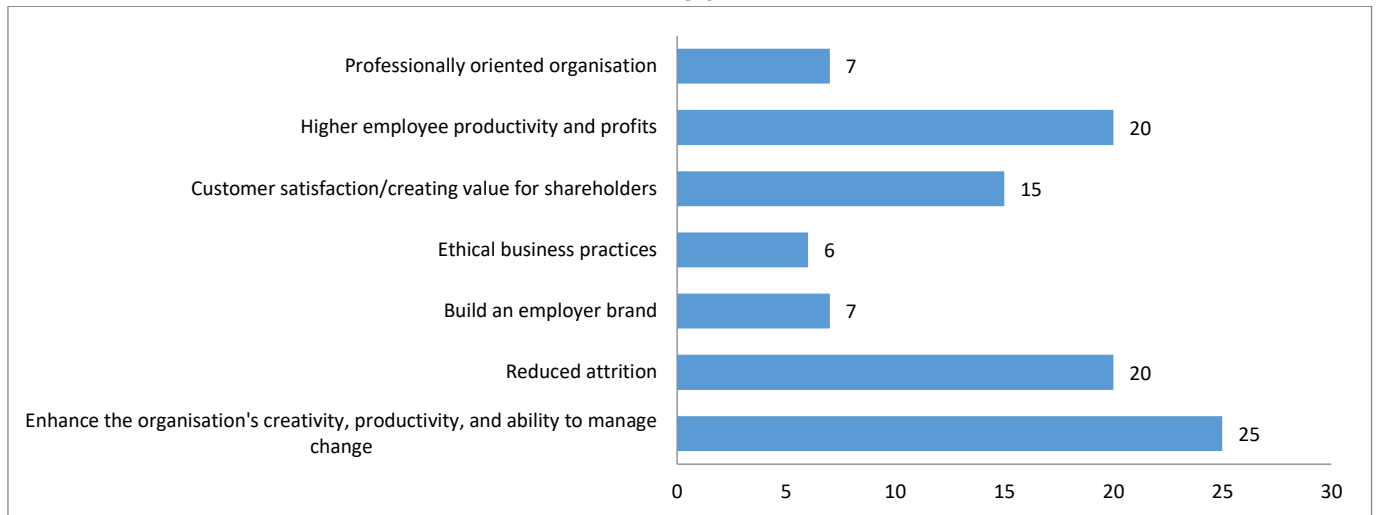 Professionally oriented organisation
7
Higher employee productivity and profits
20
Customer satisfaction/creating value for shareholders
15
Ethical business practices
6
Build an employer brand
7
Reduced attrition
20
Enhance the organisation's creativity, productivity, and ability to manage
change
25
0 5 10 15 20 25 30